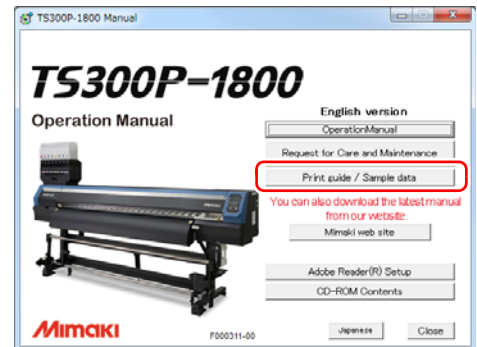 TS300P-1800 Manual
TS300P-1800
Operation Manual
English version
OperationManual
Request for Care and Maintenance
Print guide / Sample data
You can also download the latest manual
from our website.
Mimaki web site
Adobe Reader(R) Setup
CD-ROM Contents
Mimaki
F000311-00
Japanese
Close